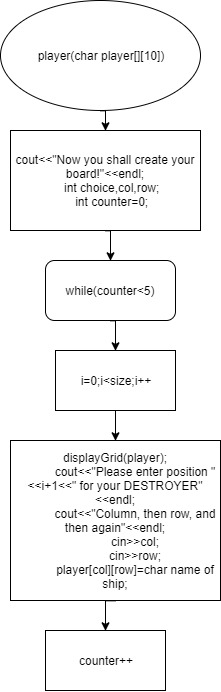 player(char player[][10])
cout<<"Now you shall create your
board!"<<endl;
int choice,col,row;
int counter=0;
while(counter<5)
i=0;i<size;i++
displayGrid(player);
cout<<"Please enter position "
<<i+1<<" for your DESTROYER"
<<endl;
cout<<"Column, then row, and
then again"<<endl;
cin>>col;
cin>>row;
player[col][row]=char name of
ship;
counter++